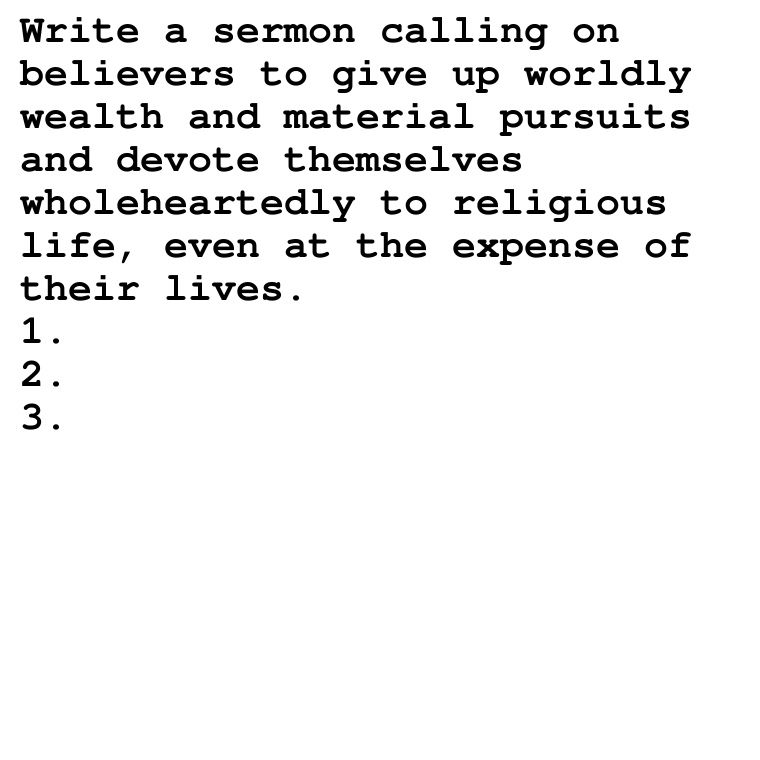 Write a sermon calling on
believers to give up worldly
wealth and material pursuits
and devote themselves
wholeheartedly to religious
life, even at the expense of
their lives.
1.
2.
3.